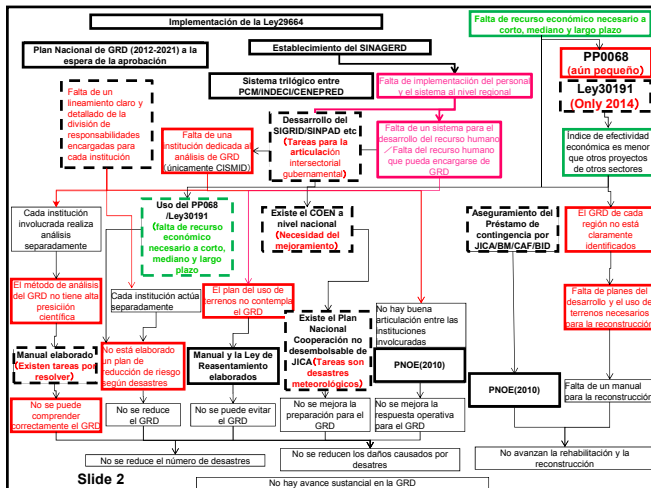 Implementación de la Ley29664
Falta de recurso económico necesario a
corto, mediano y largo plazo
Plan Nacional de GRD (2012-2021) a la
espera de la aprobación
Establecimiento del SINAGERD
PP0068
(aún pequeño)
Sistema trilógico entre
PCM/INDECI/CENEPRED
Falta de implementación del personal y
el sistema al nivel regional
Falta de un
lineamiento claro y
detallado de la
división de
responsabilidades
encargadas para
cada institución
Ley30191
(Only 2014)
Falta de una
institución dedicada al
análisis de GRD
(únicamente CISMID)
Dessarrollo del
SIGRID/SINPAD etc
(Tareas para la
articulación
intersectorial
gubernamental)
Falta de un sistema para el
desarrollo del recurso humano
/Falta del recurso humano
que pueda encargarse de GRD
Índice de efectividad
económica es menor
que otros proyectos
de otros sectores
Cada institución
involucrada realiza
análisis
separadamente
Uso del PP068
/Ley30191
(falta de recurso
económico
necesario a corto,
mediano y largo
plazo
Existe el COEN a
nivel nacional
(Necesidad del
mejoramiento)
Aseguramiento del
Préstamo de
contingencia por
JICA/BM/CAF/BID
El GRD de cada
región no está
claramente
identificados
El método de análisis
del GRD no tiene alta
presición
científica
Cada institución actúa
separadamente
El plan del uso de
terrenos no contempla
el GRD
Existe el Plan
Nacional
Cooperación no
desembolsable de
JICA(Tareas son
desastres
meteorológicos)
No hay buena
articulación entre las
instituciones
involucuradas
Falta de planes del
desarrollo y el uso de
terrenos necesarios
para la reconstrucción
Manual elaborado
(Existen tareas por
resolver)
No está elaborado
un plan de
reducción de riesgo
según desastres
Manual y la Ley de
Reasentamiento
elaborados
PNOE(2010)
PNOE(2010)
Falta de un manual
para la reconstrucción
No se puede
comprender
correctamente el GRD
No se reduce
el GRD
No se puede evitar
el GRD
No se mejora la
preparación para el
GRD
No se mejora la
respuesta operativa para el
GRD
No se reduce el número de desastres
No se reducen los daños causados por
desatres
No avanzan la rehabilitación y la
reconstrucción
Slide 2
No hay avance sustancial en la GRD